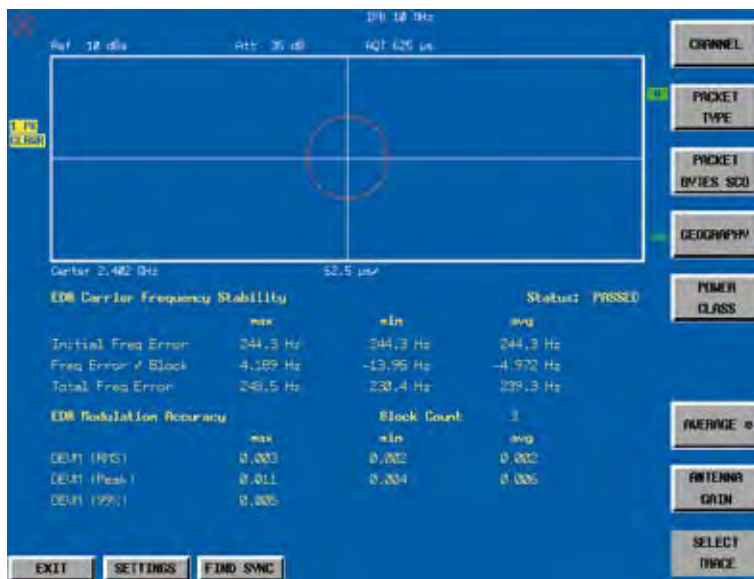 IFB 10 MHz
Ref 10 dBm Att 35 dB AQT 625 µs
CHANNEL
PACKET TYPE
1 PK
CLRWR
PACKET BYTES SCO
GEOGRAPHY
Center 2.402 GHz 62.5 µs/
POWER CLASS
EDR Carrier Frequency Stability Status: PASSED
max min avg
Initial Freq Error 244.3 Hz 244.3 Hz 244.3 Hz
Freq Error / Block 4.189 Hz -13.95 Hz -4.972 Hz
Total Freq Error 248.5 Hz 230.4 Hz 239.3 Hz
EDR Modulation Accuracy Block Count 3
AVERAGE
max min avg
DEVM (RMS) 0.003 0.002 0.002
DEVM (Peak) 0.011 0.004 0.006
ANTENNA GAIN
DEVM (99%) 0.005
SELECT TRACE
EXIT SETTINGS FIND SYNC